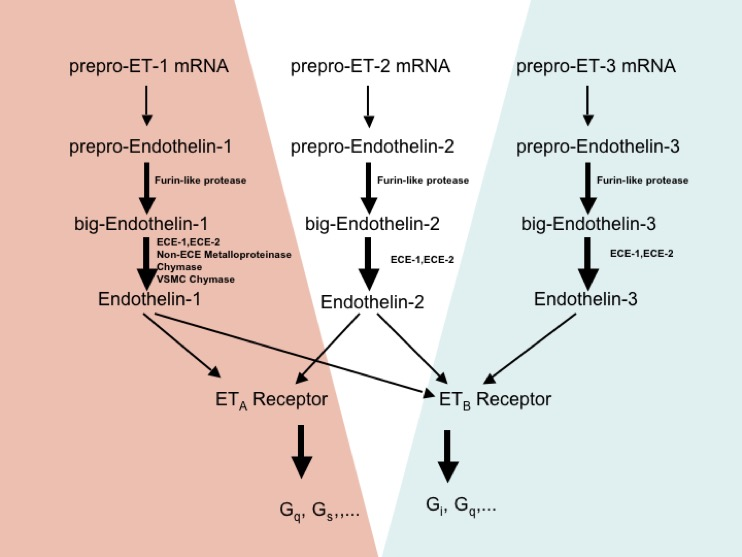 prepro-ET-1 mRNA
prepro-ET-2 mRNA
prepro-ET-3 mRNA
prepro-Endothelin-1
prepro-Endothelin-2
prepro-Endothelin-3
Furin-like protease
Furin-like protease
Furin-like protease
big-Endothelin-1
big-Endothelin-2
big-Endothelin-3
ECE-1,ECE-2
Non-ECE Metalloproteinase
Chymase
VSMC Chymase
ECE-1,ECE-2
ECE-1,ECE-2
Endothelin-1
Endothelin-2
Endothelin-3
ETA Receptor
ETB Receptor
Gq, Gs,,...
Gi, Gq,...